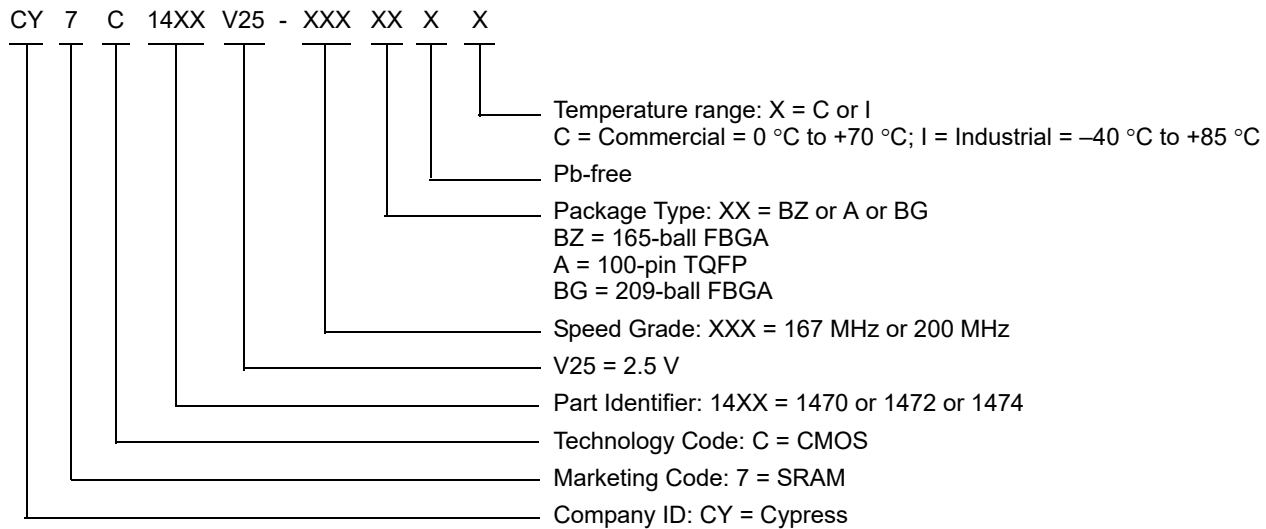 CY 7 C 14XX V25 - XXX XX X X
Temperature range: X = C or I
C = Commercial = 0 °C to +70 °C; I = Industrial = –40 °C to +85 °C
Pb-free
Package Type: XX = BZ or A or BG
BZ = 165-ball FBGA
A = 100-pin TQFP
BG = 209-ball FBGA
Speed Grade: XXX = 167 MHz or 200 MHz
V25 = 2.5 V
Part Identifier: 14XX = 1470 or 1472 or 1474
Technology Code: C = CMOS
Marketing Code: 7 = SRAM
Company ID: CY = Cypress